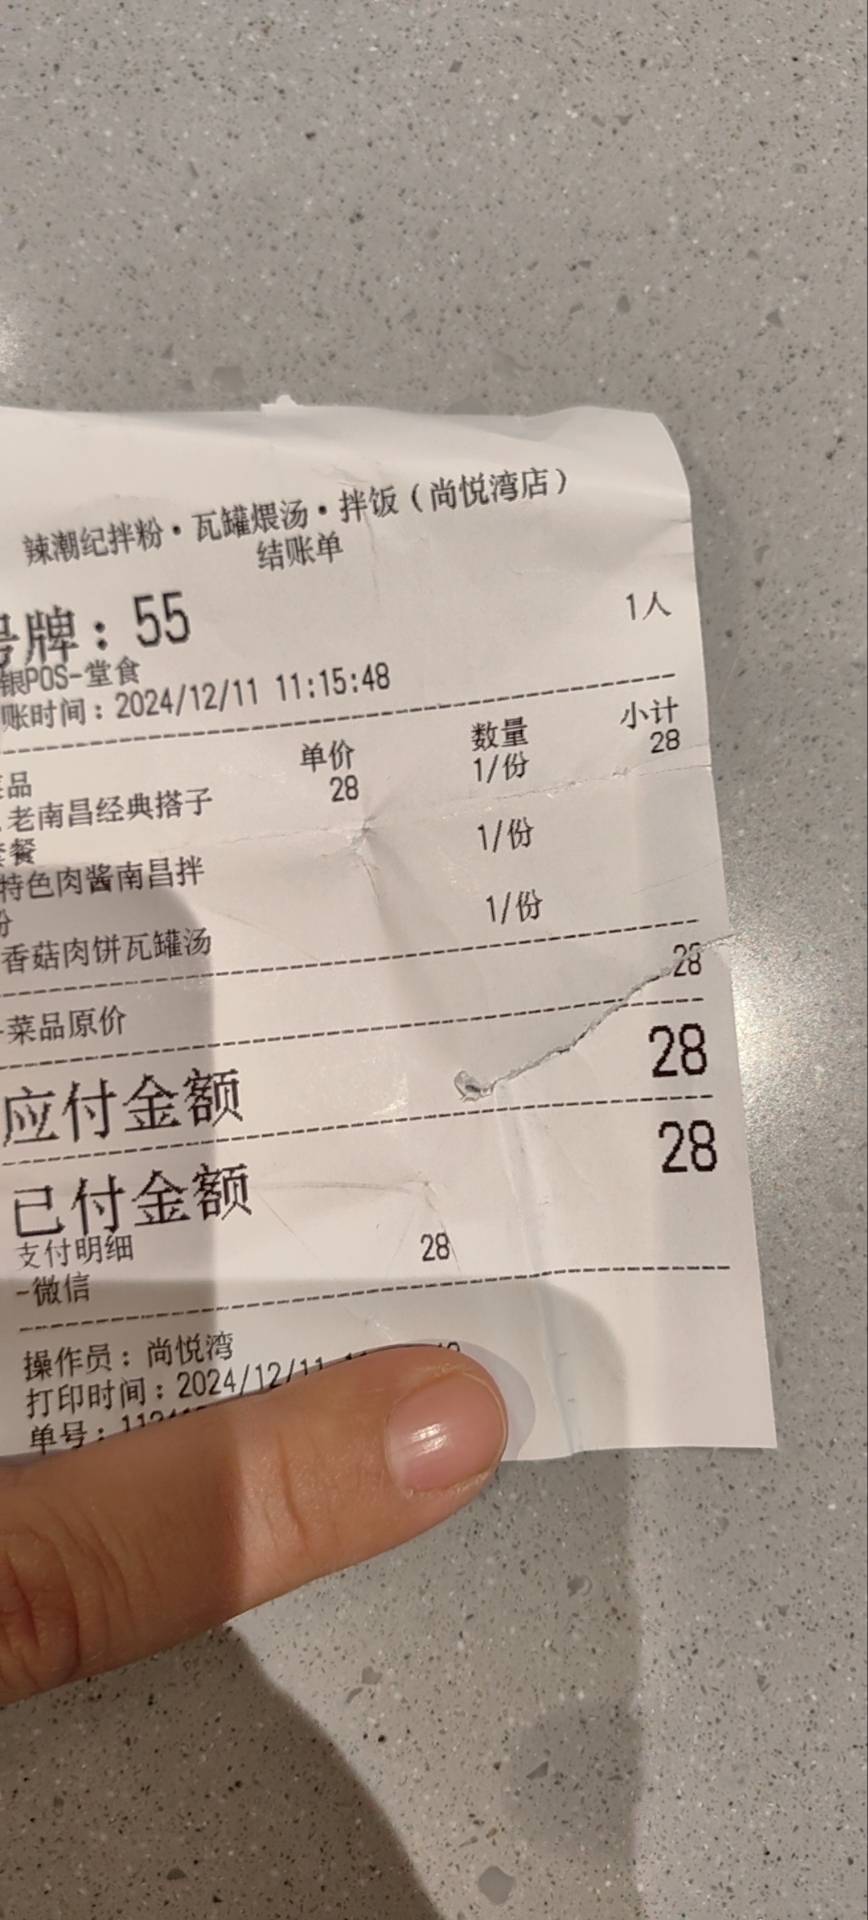 辣潮纪拌粉·瓦罐煨汤·拌饭（尚悦湾店）
结账单
号牌：55 1人
银POS-堂食
账时间：2024/12/11 11:15:48
品 单价 数量 小计
老南昌经典搭子 28 1/份 28
套餐
特色肉酱南昌拌 1/份
粉
香菇肉饼瓦罐汤 1/份
菜品原价 28
应付金额 28
已付金额 28
支付明细
-微信 28
操作员：尚悦湾
打印时间：2024/12/11
单号：